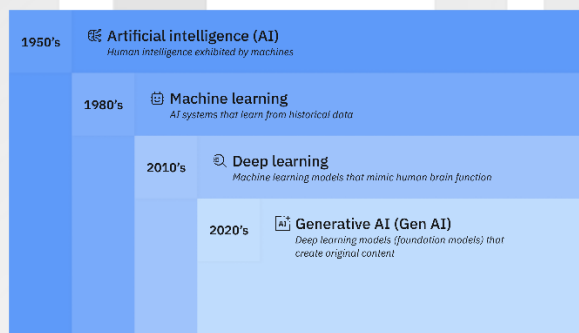 1950's
Artificial intelligence (AI)
Human intelligence exhibited by machines
1980's
Machine learning
AI systems that learn from historical data
2010's
Deep learning
Machine learning models that mimic human brain function
2020's
AI
Generative AI (Gen AI)
Deep learning models (foundation models) that
create original content